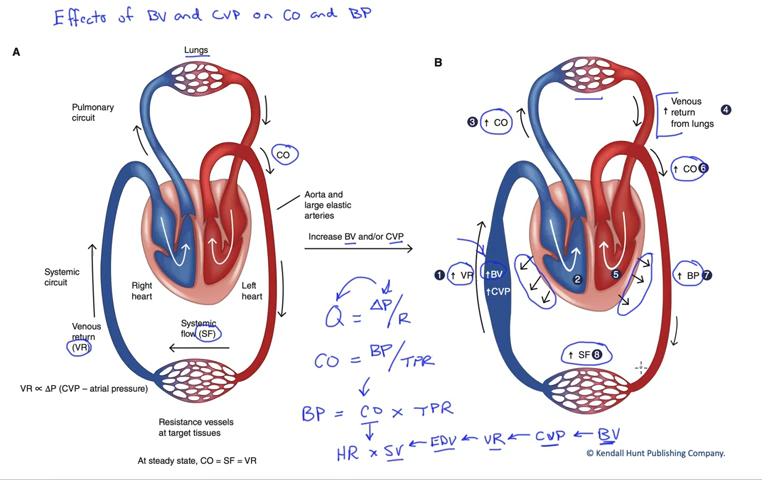 Effects of BV and CVP on CO and BP
A
Lungs
Pulmonary
circuit
CO
Aorta and
large elastic
arteries
Systemic
circuit
Right
heart
Left
heart
Venous
return
(VR)
Systemic
flow (SF)
VR ∝ ΔP (CVP – atrial pressure)
Resistance vessels
at target tissues
At steady state, CO = SF = VR
Increase BV and/or CVP
Q = ΔP/R
CO = BP/TPR
BP = CO × TPR
HR × SV ← EDV ← VR ← CVP ← BV
B
3 ↑ CO
↑ Venous
return
from lungs
4
↑ CO 6
1 ↑ VR
↑BV
↑CVP
2
5
↑ BP 7
↑ SF 8
© Kendall Hunt Publishing Company.